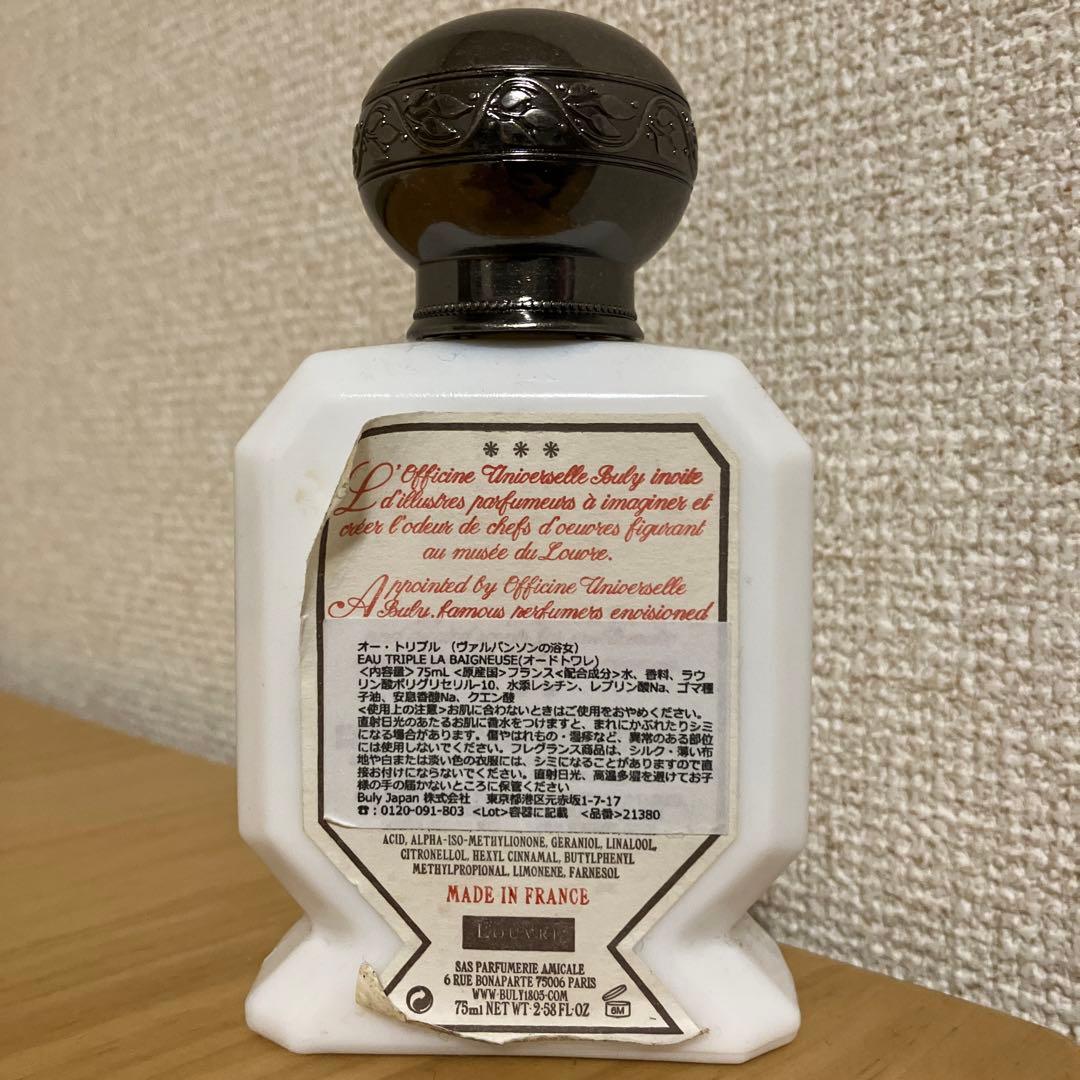 ***
L'Officine Universelle Buly invite
d'illustres parfumeurs à imaginer et
créer l'odeur de chefs d'oeuvres figurant
au musée du Louvre.
Appointed by Officine Universelle
Buly, famous perfumers envisioned
オー・トリプル （ヴァルパンソンの浴女）
EAU TRIPLE LA BAIGNEUSE(オードトワレ)
＜内容量＞75mL ＜原産国＞フランス＜配合成分＞水、香料、ラウ
リン酸ポリグリセリル-10、水添レシチン、レブリン酸Na、ゴマ種
子油、安息香酸Na、クエン酸
＜使用上の注意＞お肌に合わないときはご使用をおやめください。
直射日光のあたるお肌に香水をつけますと、まれにかぶれたりシミ
になる場合があります。傷やはれもの・湿疹など、異常のある部位
には使用しないでください。フレグランス商品は、シルク・薄い布
地や白または淡い色の衣服には、シミになることがありますので直
接お付けにならないでください。直射日光、高温多湿を避けてお子
様の手の届かないところに保管ください
Buly Japan 株式会社　東京都港区元赤坂1-7-17
☎：0120-091-803 ＜Lot＞容器に記載 ＜品番＞21380
ACID, ALPHA-ISO-METHYLIONONE, GERANIOL, LINALOOL,
CITRONELLOL, HEXYL CINNAMAL, BUTYLPHENYL
METHYLPROPIONAL, LIMONENE, FARNESOL
MADE IN FRANCE
LOUVRE
SAS PARFUMERIE AMICALE
6 RUE BONAPARTE 75006 PARIS
WWW·BULY1803·COM
75ml NET WT·2·58 FL·OZ
6M